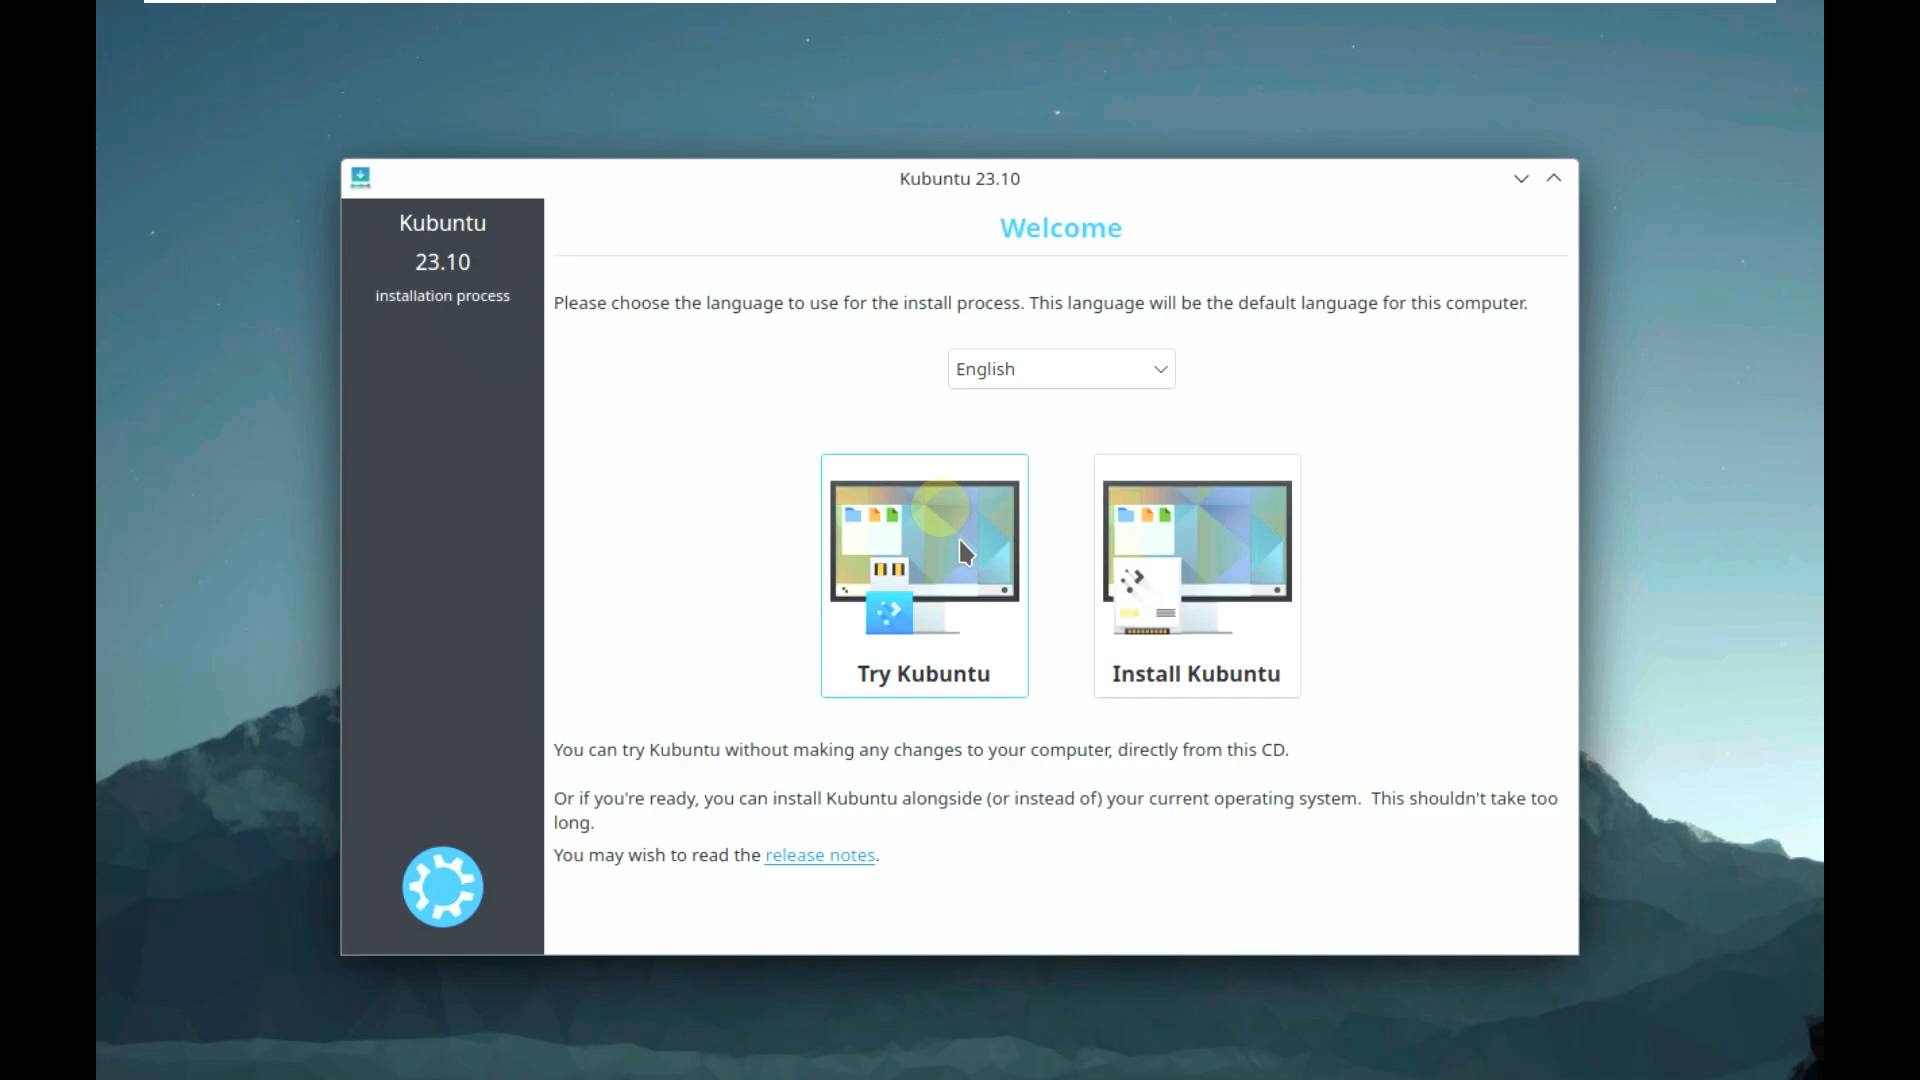 Kubuntu 23.10
Kubuntu
23.10
installation process
Welcome
Please choose the language to use for the install process. This language will be the default language for this computer.
English
Try Kubuntu
Install Kubuntu
You can try Kubuntu without making any changes to your computer, directly from this CD.
Or if you're ready, you can install Kubuntu alongside (or instead of) your current operating system.  This shouldn't take too
long.
You may wish to read the release notes.